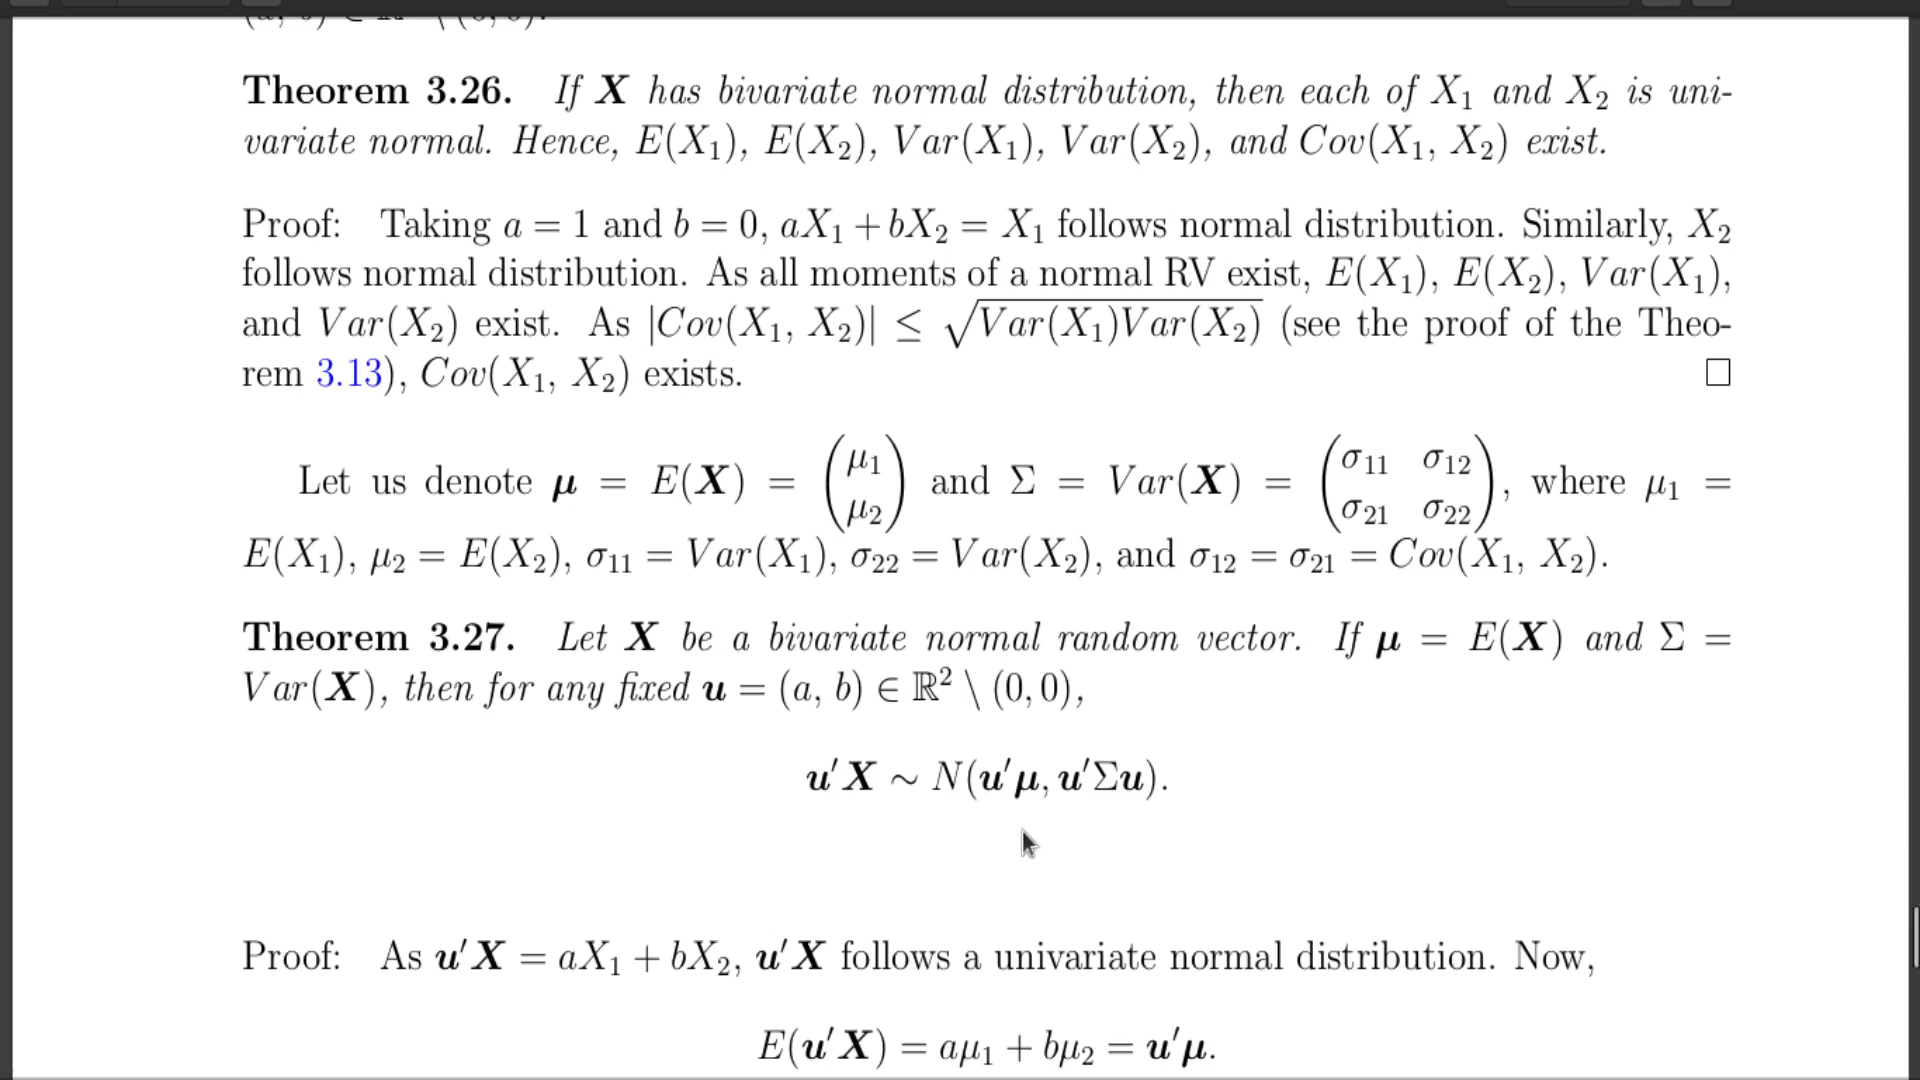 Theorem 3.26. If X has bivariate normal distribution, then each of X₁ and X₂ is uni-
variate normal. Hence, E(X₁), E(X₂), Var(X₁), Var(X₂), and Cov(X₁, X₂) exist.
Proof: Taking a = 1 and b = 0, aX₁ + bX₂ = X₁ follows normal distribution. Similarly, X₂
follows normal distribution. As all moments of a normal RV exist, E(X₁), E(X₂), Var(X₁),
and Var(X₂) exist. As |Cov(X₁, X₂)| ≤ √(Var(X₁)Var(X₂)) (see the proof of the Theo-
rem 3.13), Cov(X₁, X₂) exists. □
Let us denote μ = E(X) = (μ₁ μ₂) and Σ = Var(X) = (σ₁₁ σ₁₂ σ₂₁ σ₂₂), where μ₁ =
E(X₁), μ₂ = E(X₂), σ₁₁ = Var(X₁), σ₂₂ = Var(X₂), and σ₁₂ = σ₂₁ = Cov(X₁, X₂).
Theorem 3.27. Let X be a bivariate normal random vector. If μ = E(X) and Σ =
Var(X), then for any fixed u = (a, b) ∈ ℝ² \ (0, 0),
u′X ∼ N(u′μ, u′Σu).
Proof: As u′X = aX₁ + bX₂, u′X follows a univariate normal distribution. Now,
E(u′X) = aμ₁ + bμ₂ = u′μ.